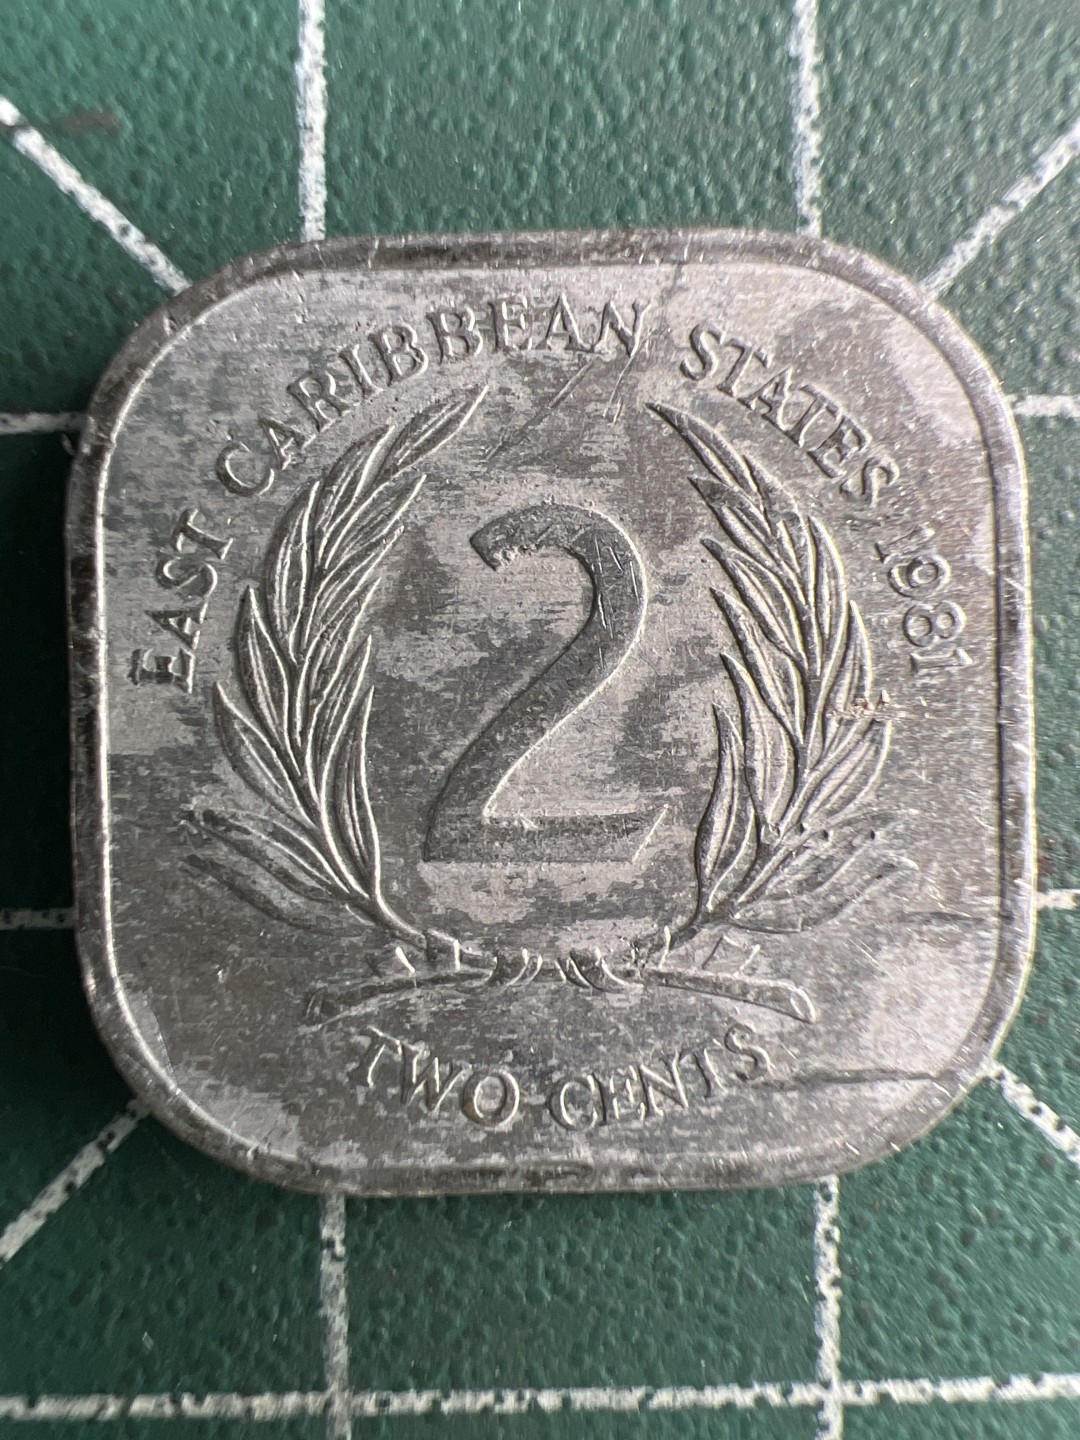 EAST CARIBBEAN STATES, 1981
2
TWO CENTS